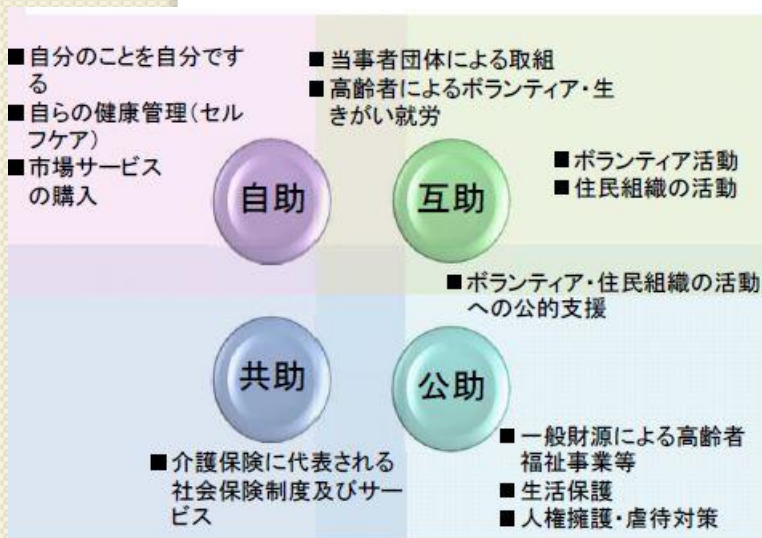 ■自分のことを自分です
る
■自らの健康管理(セル
フケア)
■市場サービス
の購入
■当事者団体による取組
■高齢者によるボランティア・生
きがい就労
■ボランティア活動
■住民組織の活動
自助
互助
■ボランティア・住民組織の活動
への公的支援
共助
公助
■介護保険に代表される
社会保険制度及びサー
ビス
■一般財源による高齢者
福祉事業等
■生活保護
■人権擁護・虐待対策